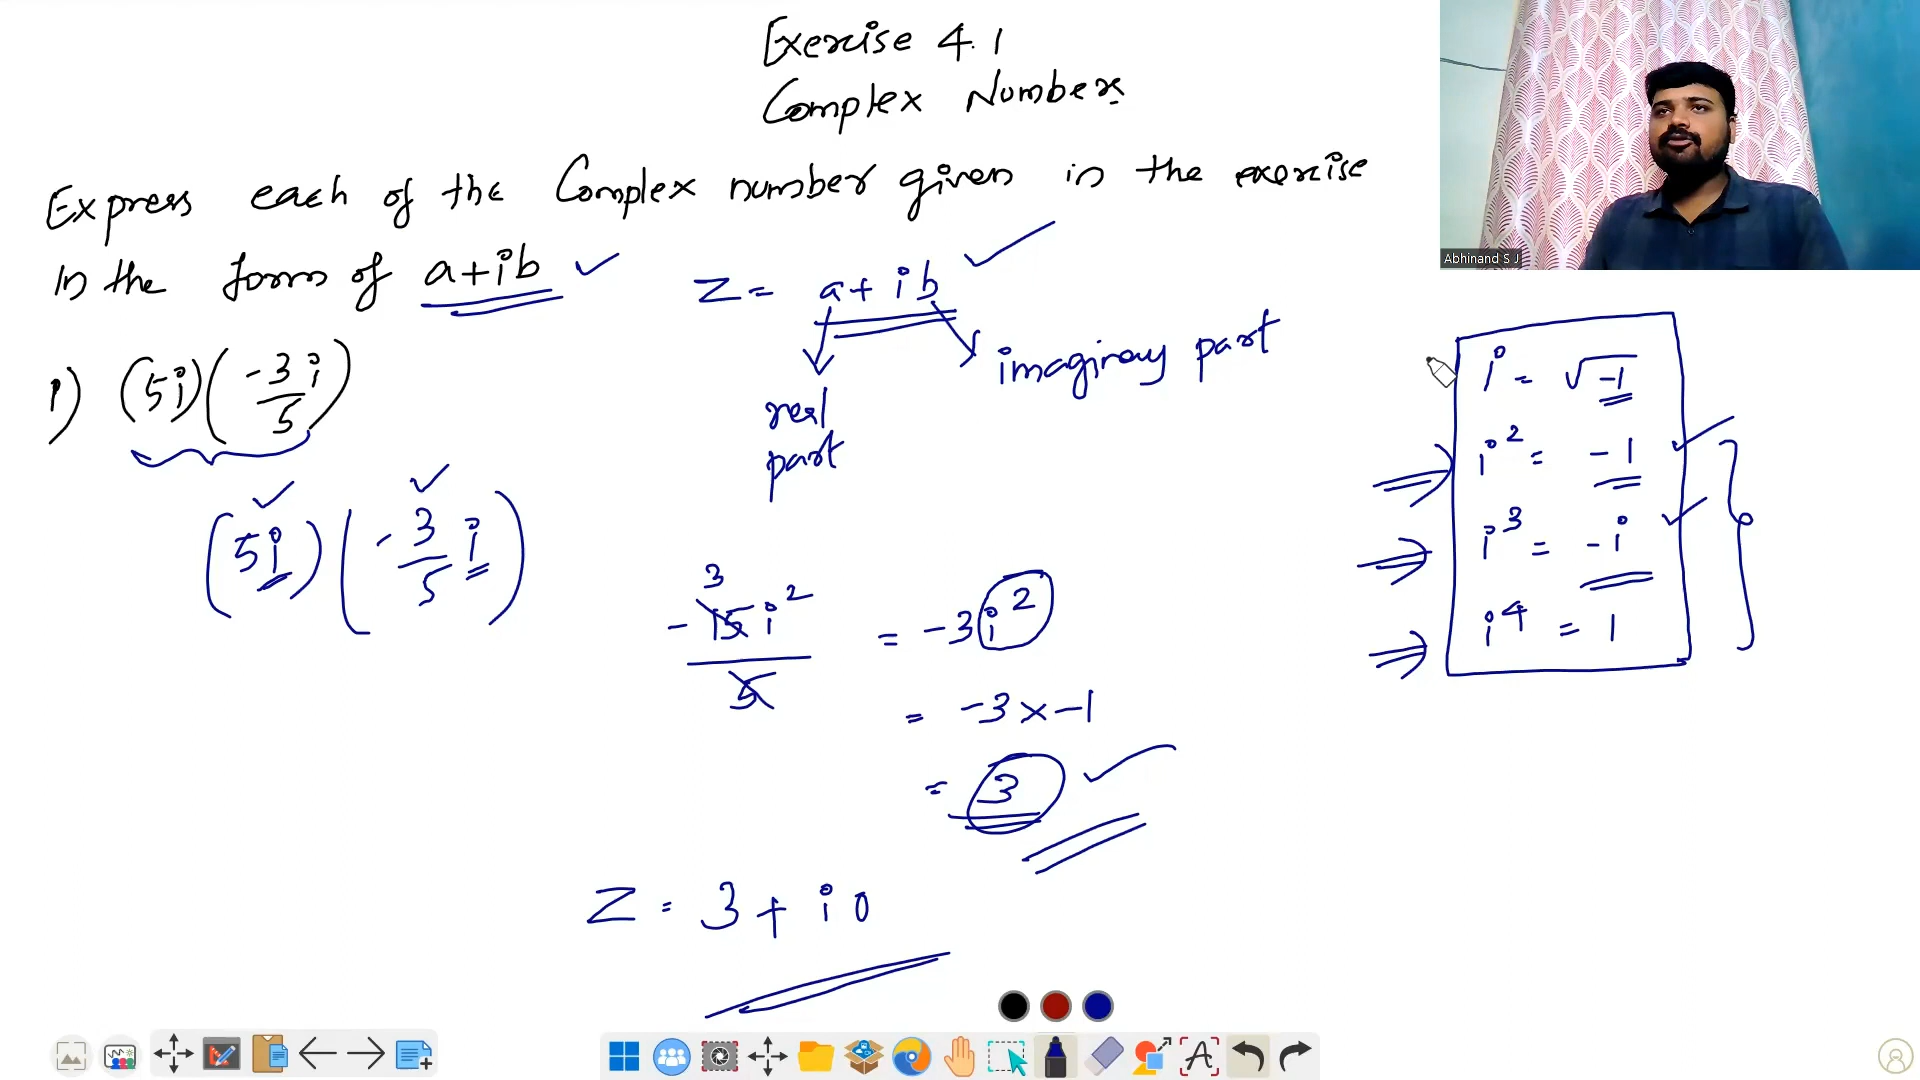 Exercise 4.1
Complex Numbers
Express each of the Complex number given in the exercise
In the form of a+ib ✓
Z = a+ib ✓
real part
imaginary part
1) (5i)(-3i/5)
(5i)(-3/5 i)
-15i²/5 = -3i²
3
= -3x-1
= 3 ✓
Z = 3+i0
i = √-1
i² = -1 ✓
i³ = -i ✓
i⁴ = 1
Abhinand S J